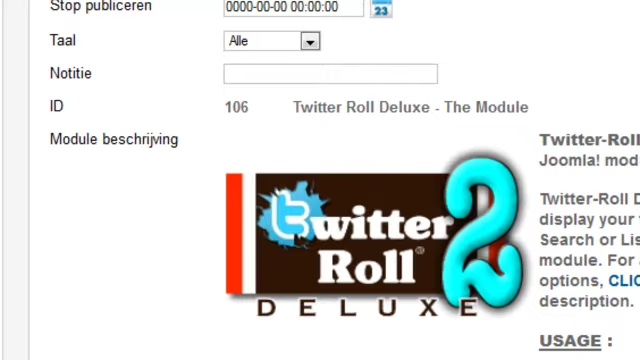 Stop publiceren 0000-00-00 00:00:00 23
Taal Alle
Notitie
ID 106 Twitter Roll Deluxe - The Module
Module beschrijving Twitter-Roll
Joomla! mod
twitter
Roll®
DELUXE
2
Twitter-Roll D
display your
Search or Lis
module. For a
options, CLIC
description.
USAGE :